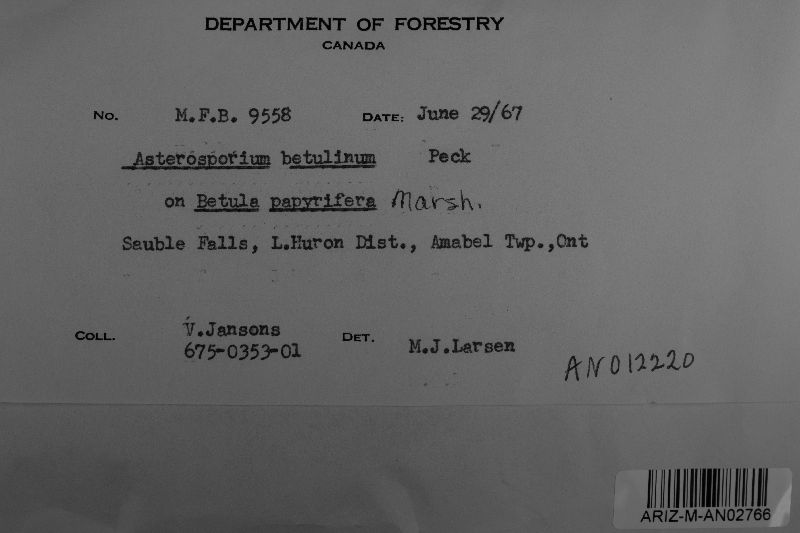 DEPARTMENT OF FORESTRY
CANADA
No. M.F.B. 9558 DATE: June 29/67
Asterosporium betulinum Peck
on Betula papyrifera Marsh.
Sauble Falls, L.Huron Dist., Amabel Twp.,Ont
COLL. V.Jansons DET. M.J.Larsen
675-0353-01
AN012220
ARIZ-M-AN02766